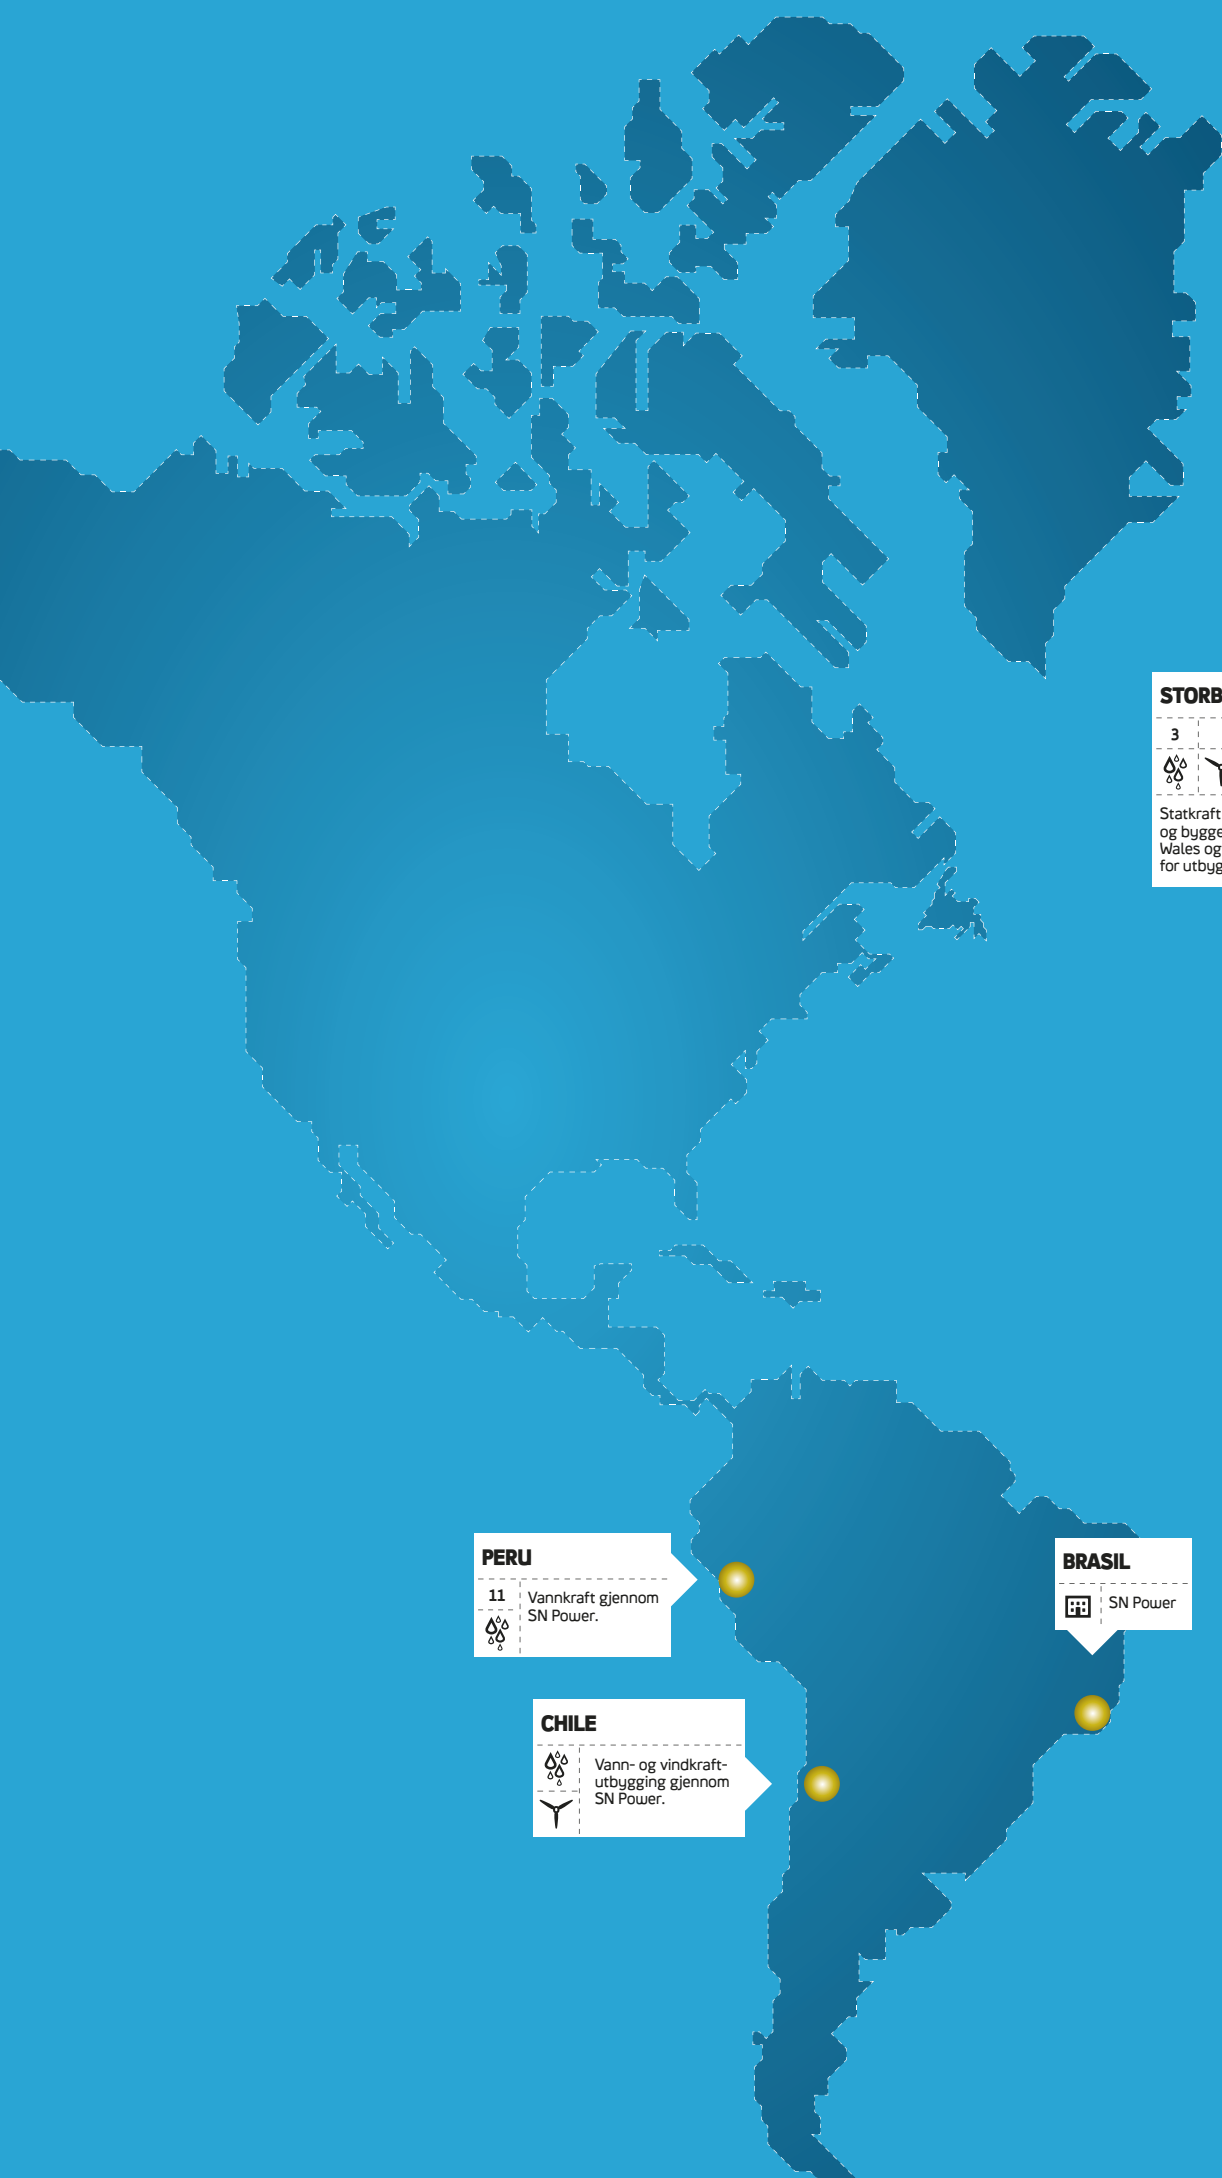 STORB
3
Statkraft
og bygge
Wales og
for utbyg
PERU
11
Vannkraft gjennom
SN Power.
BRASIL
SN Power
CHILE
Vann- og vindkraft-
utbygging gjennom
SN Power.